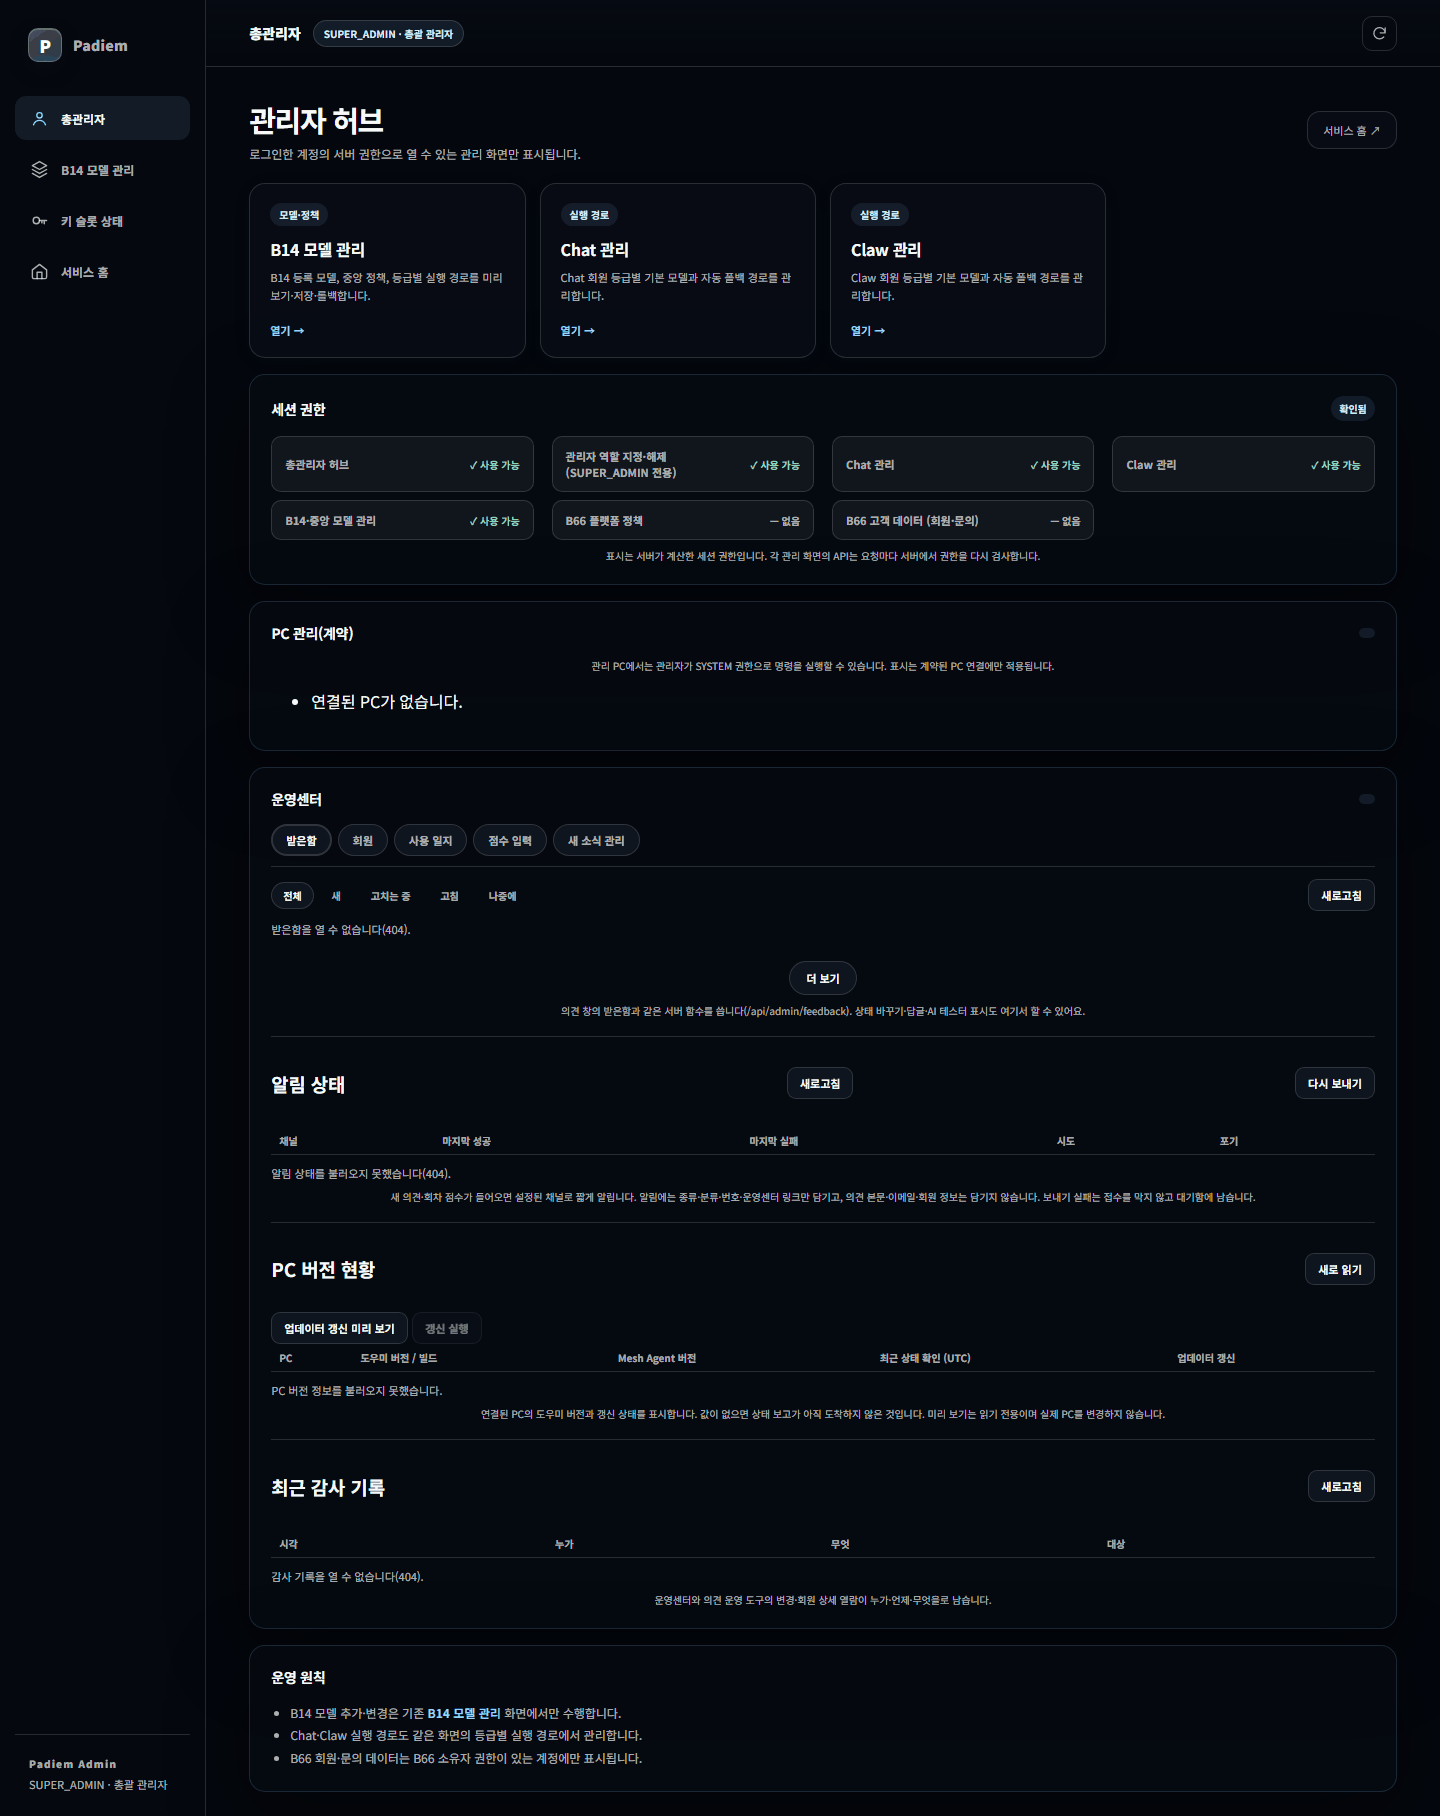 P Padiem
총관리자
B14 모델 관리
키 슬롯 상태
서비스 홈
Padiem Admin
SUPER_ADMIN · 총괄 관리자
총관리자 SUPER_ADMIN · 총괄 관리자
관리자 허브
로그인한 계정의 서버 권한으로 열 수 있는 관리 화면만 표시됩니다.
서비스 홈 ↗
모델·정책
B14 모델 관리
B14 등록 모델, 중앙 정책, 등급별 실행 경로를 미리
보기·저장·롤백합니다.
열기 →
실행 경로
Chat 관리
Chat 회원 등급별 기본 모델과 자동 폴백 경로를 관
리합니다.
열기 →
실행 경로
Claw 관리
Claw 회원 등급별 기본 모델과 자동 폴백 경로를 관
리합니다.
열기 →
세션 권한 확인됨
총관리자 허브 ✓ 사용 가능
관리자 역할 지정·해제
(SUPER_ADMIN 전용) ✓ 사용 가능
Chat 관리 ✓ 사용 가능
Claw 관리 ✓ 사용 가능
B14·중앙 모델 관리 ✓ 사용 가능
B66 플랫폼 정책 — 없음
B66 고객 데이터 (회원·문의) — 없음
표시는 서버가 계산한 세션 권한입니다. 각 관리 화면의 API는 요청마다 서버에서 권한을 다시 검사합니다.
PC 관리(계약)
관리 PC에서는 관리자가 SYSTEM 권한으로 명령을 실행할 수 있습니다. 표시는 계약된 PC 연결에만 적용됩니다.
• 연결된 PC가 없습니다.
운영센터
받은함 회원 사용 일지 점수 입력 새 소식 관리
전체 새 고치는 중 고침 나중에 새로고침
받은함을 열 수 없습니다(404).
더 보기
의견 창의 받은함과 같은 서버 함수를 씁니다(/api/admin/feedback). 상태 바꾸기·답글·AI 테스터 표시도 여기서 할 수 있어요.
알림 상태 새로고침 다시 보내기
채널 마지막 성공 마지막 실패 시도 포기
알림 상태를 불러오지 못했습니다(404).
새 의견·회차 점수가 들어오면 설정된 채널로 짧게 알립니다. 알림에는 종류·분류·번호·운영센터 링크만 담기고, 의견 본문·이메일·회원 정보는 담기지 않습니다. 보내기 실패는 접수를 막지 않고 대기함에 남습니다.
PC 버전 현황 새로 읽기
업데이터 갱신 미리 보기 갱신 실행
PC 도우미 버전 / 빌드 Mesh Agent 버전 최근 상태 확인 (UTC) 업데이터 갱신
PC 버전 정보를 불러오지 못했습니다.
연결된 PC의 도우미 버전과 갱신 상태를 표시합니다. 값이 없으면 상태 보고가 아직 도착하지 않은 것입니다. 미리 보기는 읽기 전용이며 실제 PC를 변경하지 않습니다.
최근 감사 기록 새로고침
시각 누가 무엇 대상
감사 기록을 열 수 없습니다(404).
운영센터와 의견 운영 도구의 변경·회원 상세 열람이 누가·언제·무엇을로 남습니다.
운영 원칙
• B14 모델 추가·변경은 기존 B14 모델 관리 화면에서만 수행합니다.
• Chat·Claw 실행 경로도 같은 화면의 등급별 실행 경로에서 관리합니다.
• B66 회원·문의 데이터는 B66 소유자 권한이 있는 계정에만 표시됩니다.